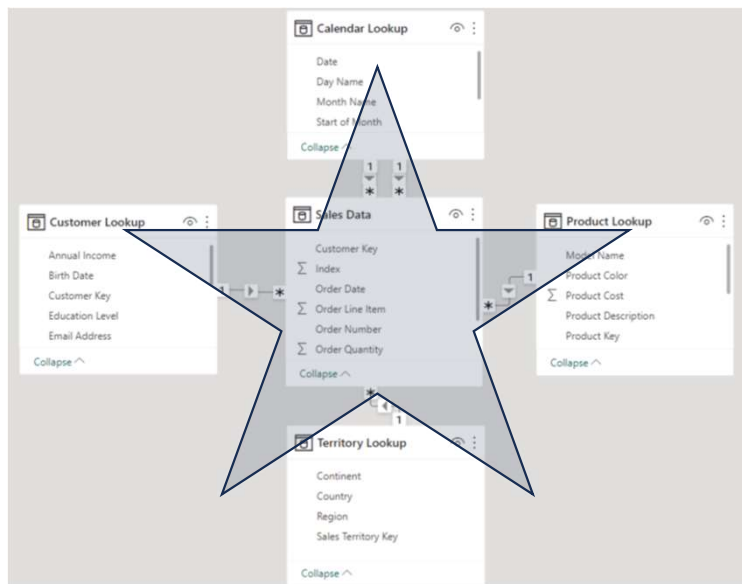 Calendar Lookup
Date
Day Name
Month Name
Start of Month
Collapse
1 1
* *
Customer Lookup
Annual Income
Birth Date
Customer Key
Education Level
Email Address
Collapse
1 *
Sales Data
Customer Key
Σ Index
Order Date
Σ Order Line Item
Order Number
Σ Order Quantity
Collapse
* 1
Product Lookup
Model Name
Product Color
Σ Product Cost
Product Description
Product Key
Collapse
*
1
Territory Lookup
Continent
Country
Region
Sales Territory Key
Collapse